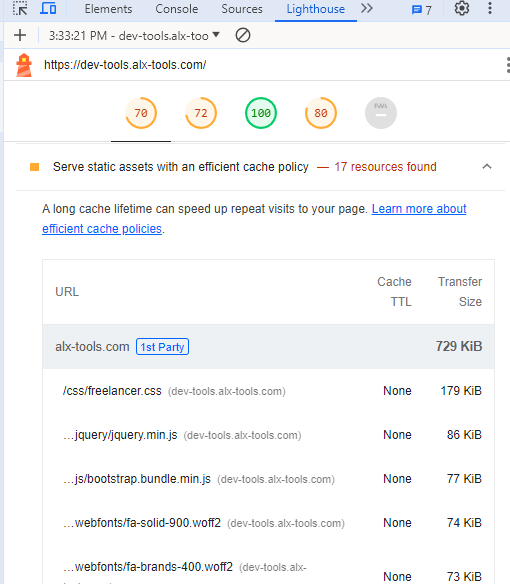 Elements Console Sources Lighthouse 7
3:33:21 PM - dev-tools.alx-too
https://dev-tools.alx-tools.com/
70 72 100 80 PWA
Serve static assets with an efficient cache policy — 17 resources found
A long cache lifetime can speed up repeat visits to your page. Learn more about
efficient cache policies.
URL Cache TTL Transfer Size
alx-tools.com 1st Party 729 KiB
/css/freelancer.css (dev-tools.alx-tools.com) None 179 KiB
…jquery/jquery.min.js (dev-tools.alx-tools.com) None 86 KiB
…js/bootstrap.bundle.min.js (dev-tools.alx-tools.com) None 77 KiB
…webfonts/fa-solid-900.woff2 (dev-tools.alx-tools.com) None 74 KiB
…webfonts/fa-brands-400.woff2 (dev-tools.alx- None 73 KiB